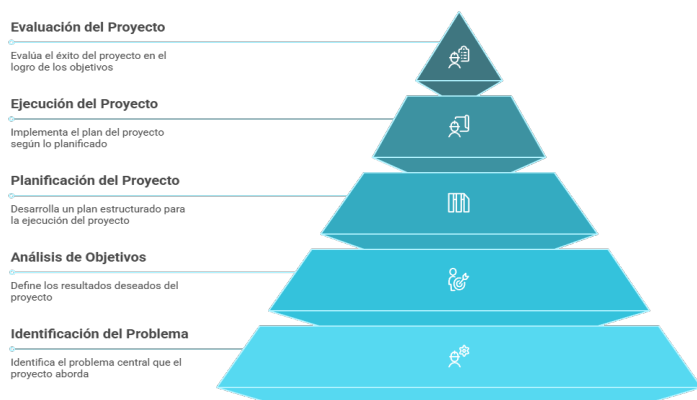 Evaluación del Proyecto
Evalúa el éxito del proyecto en el
logro de los objetivos
Ejecución del Proyecto
Implementa el plan del proyecto
según lo planificado
Planificación del Proyecto
Desarrolla un plan estructurado para
la ejecución del proyecto
Análisis de Objetivos
Define los resultados deseados del
proyecto
Identificación del Problema
Identifica el problema central que el
proyecto aborda